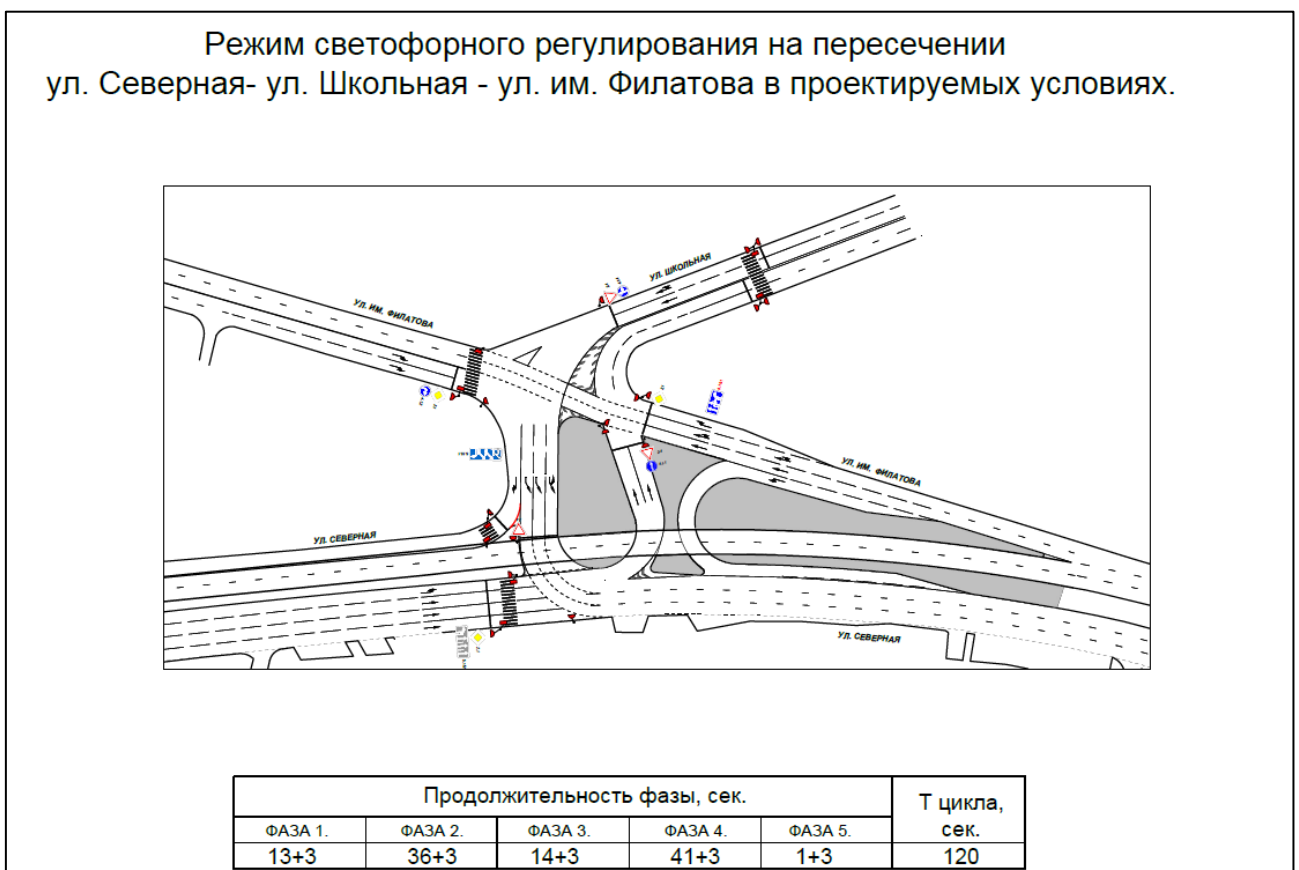 Режим светофорного регулирования на пересечении
ул. Северная- ул. Школьная - ул. им. Филатова в проектируемых условиях.
УЛ. ШКОЛЬНАЯ
УЛ. ИМ. ФИЛАТОВА
УЛ. ИМ. ФИЛАТОВА
УЛ. СЕВЕРНАЯ
УЛ. СЕВЕРНАЯ
Продолжительность фазы, сек. Т цикла, сек.
ФАЗА 1. ФАЗА 2. ФАЗА 3. ФАЗА 4. ФАЗА 5.
13+3 36+3 14+3 41+3 1+3 120